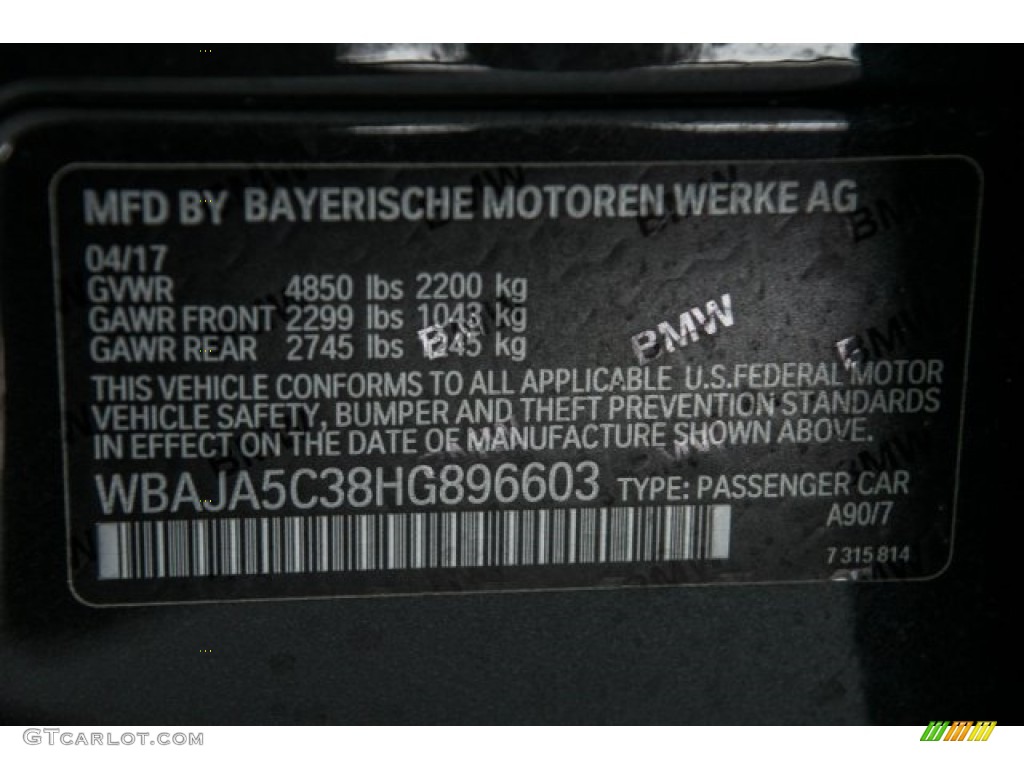 MFD BY BAYERISCHE MOTOREN WERKE AG
04/17
GVWR 4850 lbs 2200 kg
GAWR FRONT 2299 lbs 1043 kg
GAWR REAR 2745 lbs 1245 kg
BMW
THIS VEHICLE CONFORMS TO ALL APPLICABLE U.S.FEDERAL MOTOR
VEHICLE SAFETY, BUMPER AND THEFT PREVENTION STANDARDS
IN EFFECT ON THE DATE OF MANUFACTURE SHOWN ABOVE.
WBAJA5C38HG896603 TYPE: PASSENGER CAR
A90/7
7 315 814
GTCarlot.com